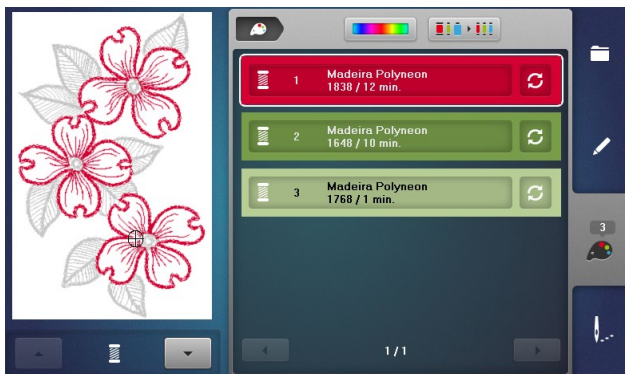 1
Madeira Polyneon
1838 / 12 min.
2
Madeira Polyneon
1648 / 10 min.
3
Madeira Polyneon
1768 / 1 min.
3
1/1